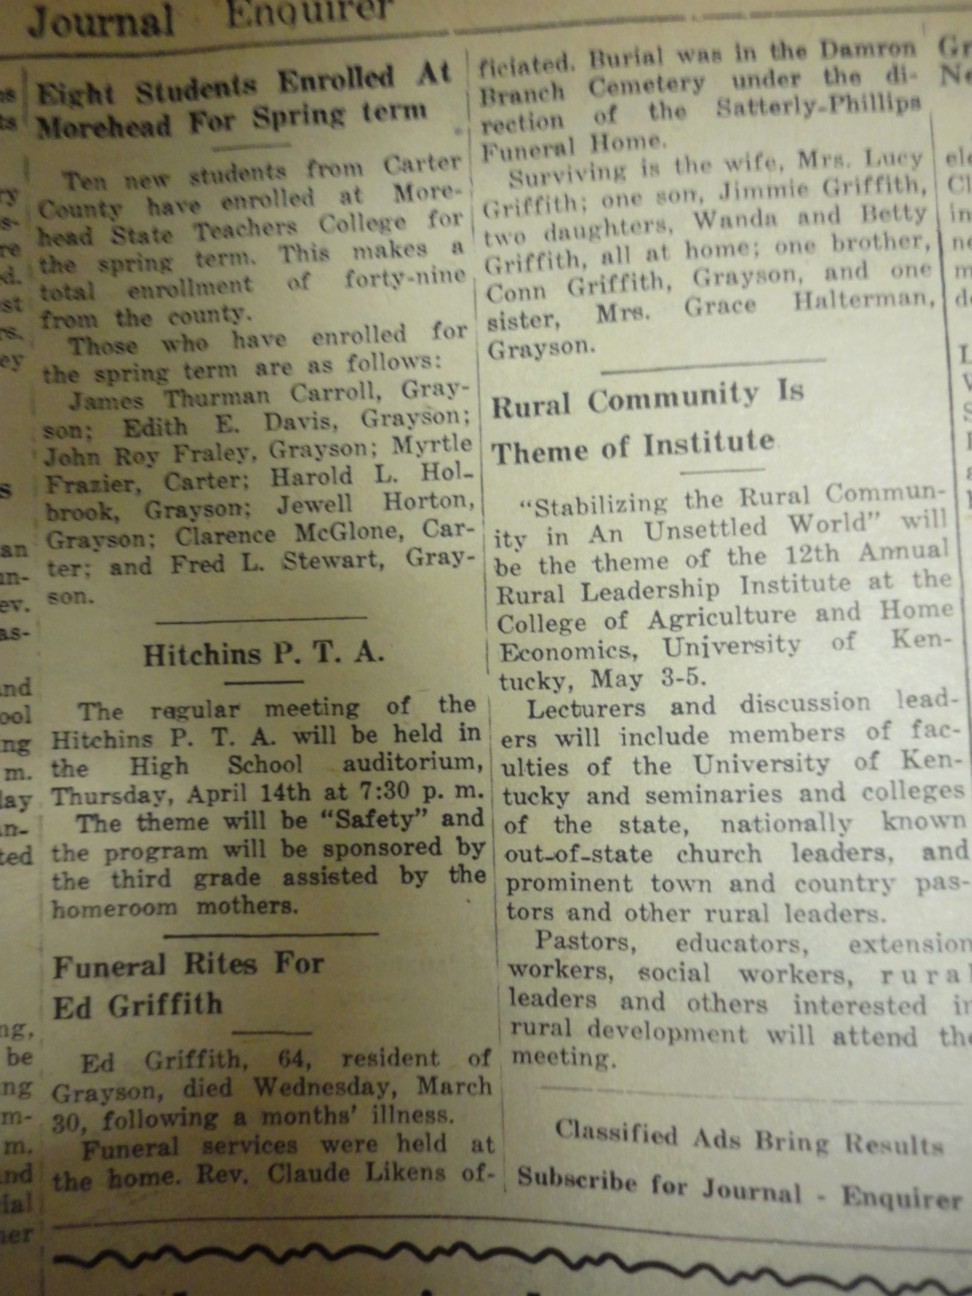 Journal Enquirer
Eight Students Enrolled At
Morehead For Spring term
Ten new students from Carter
County have enrolled at More-
head State Teachers College for
the spring term. This makes a
total enrollment of forty-nine
from the county.
Those who have enrolled for
the spring term are as follows:
James Thurman Carroll, Gray-
son; Edith E. Davis, Grayson;
John Roy Fraley, Grayson; Myrtle
Frazier, Carter; Harold L. Hol-
brook, Grayson; Jewell Horton,
Grayson; Clarence McGlone, Car-
ter; and Fred L. Stewart, Gray-
son.
Hitchins P. T. A.
The regular meeting of the
Hitchins P. T. A. will be held in
the High School auditorium,
Thursday, April 14th at 7:30 p. m.
The theme will be "Safety" and
the program will be sponsored by
the third grade assisted by the
homeroom mothers.
Funeral Rites For
Ed Griffith
Ed Griffith, 64, resident of
Grayson, died Wednesday, March
30, following a months' illness.
Funeral services were held at
the home. Rev. Claude Likens of-
ficiated. Burial was in the Damron
Branch Cemetery under the di-
rection of the Satterly-Phillips
Funeral Home.
Surviving is the wife, Mrs. Lucy
Griffith; one son, Jimmie Griffith,
two daughters, Wanda and Betty
Griffith, all at home; one brother,
Conn Griffith, Grayson, and one
sister, Mrs. Grace Halterman,
Grayson.
Rural Community Is
Theme of Institute
"Stabilizing the Rural Commun-
ity in An Unsettled World" will
be the theme of the 12th Annual
Rural Leadership Institute at the
College of Agriculture and Home
Economics, University of Ken-
tucky, May 3-5.
Lecturers and discussion lead-
ers will include members of fac-
ulties of the University of Ken-
tucky and seminaries and colleges
of the state, nationally known
out-of-state church leaders, and
prominent town and country pas-
tors and other rural leaders.
Pastors, educators, extension
workers, social workers, rural
leaders and others interested in
rural development will attend the
meeting.
Classified Ads Bring Results
Subscribe for Journal - Enquirer